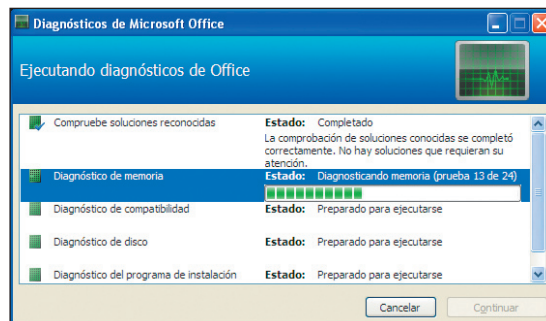 Diagnósticos de Microsoft Office
Ejecutando diagnósticos de Office
Compruebe soluciones reconocidas Estado: Completado
La comprobación de soluciones conocidas se completó
correctamente. No hay soluciones que requieran su
atención.
Diagnóstico de memoria Estado: Diagnosticando memoria (prueba 13 de 24)
Diagnóstico de compatibilidad Estado: Preparado para ejecutarse
Diagnóstico de disco Estado: Preparado para ejecutarse
Diagnóstico del programa de instalación Estado: Preparado para ejecutarse
Cancelar Continuar